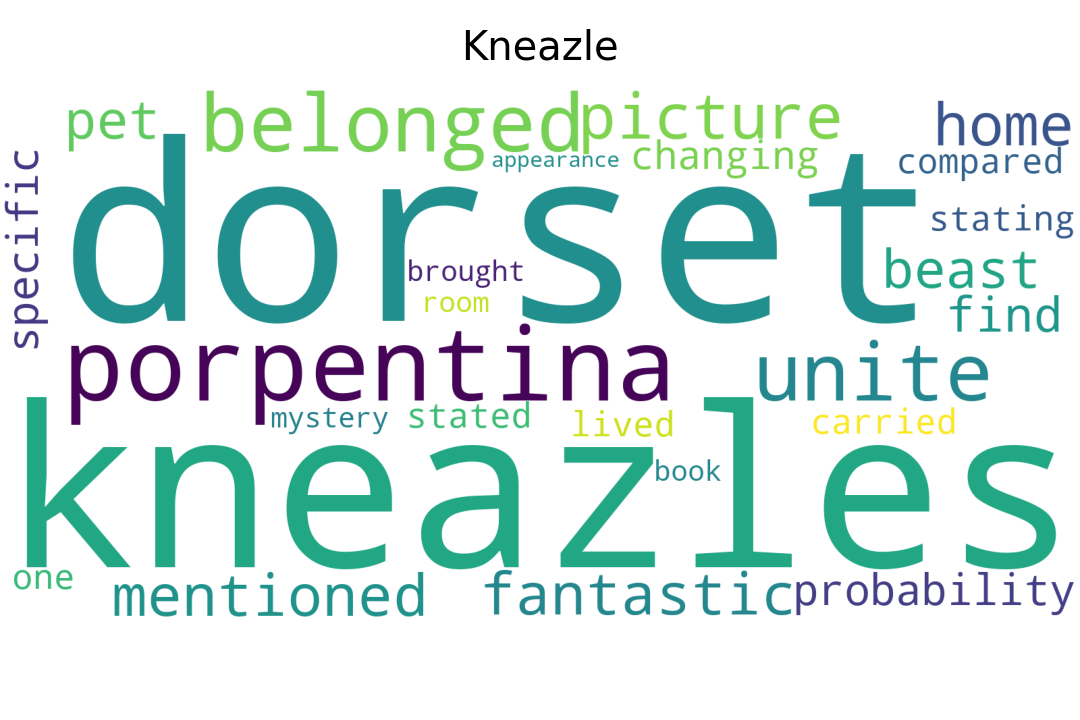 Kneazle
pet belonged picture home
appearance changing compared
specific
dorset
stating
brought beast
room find
porpentina unite
mystery stated lived carried
kneazles
book
one mentioned fantastic probability